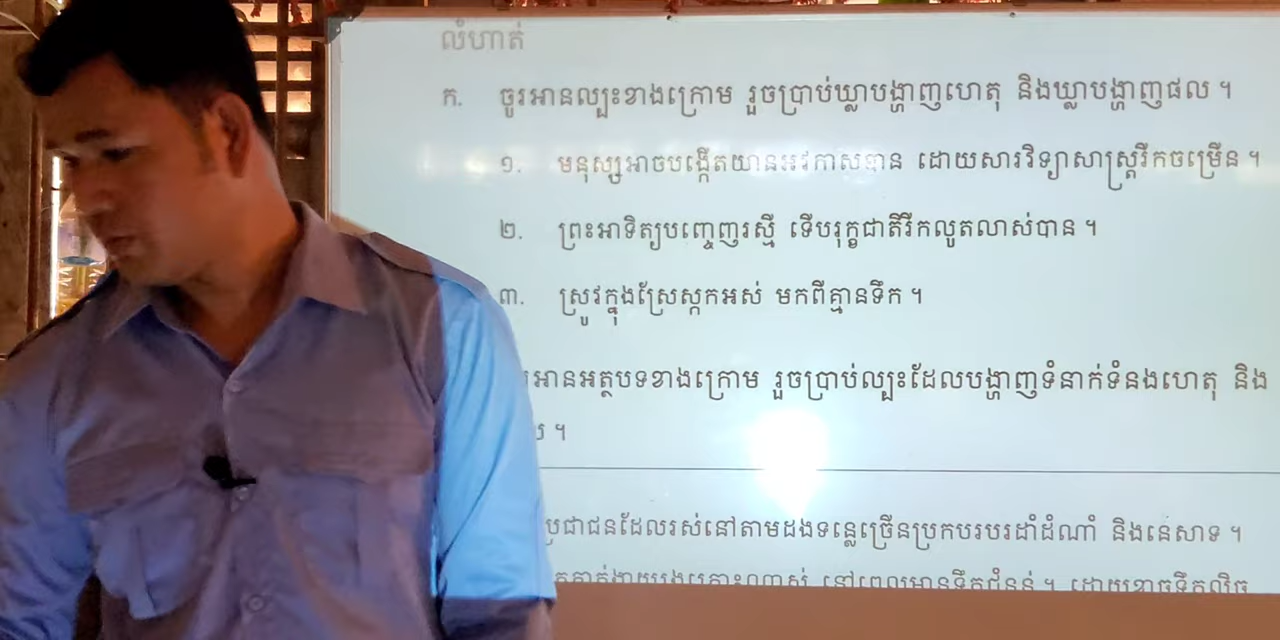 លំហាត់
ក. ចូរអានល្បះខាងក្រោម រួចប្រាប់ឃ្លាបង្ហាញហេតុ និងឃ្លាបង្ហាញផល ។
១. មនុស្សអាចបង្កើតយានអវកាសបាន ដោយសារវិទ្យាសាស្ត្ររីកចម្រើន ។
២. ព្រះអាទិត្យបញ្ចេញរស្មី ទើបរុក្ខជាតិរីកលូតលាស់បាន ។
៣. ស្រូវក្នុងស្រែស្កកអស់ មកពីគ្មានទឹក ។
អានអត្ថបទខាងក្រោម រួចប្រាប់ល្បះដែលបង្ហាញទំនាក់ទំនងហេតុ និង
។
ប្រជាជនដែលរស់នៅតាមដងទន្លេច្រើនប្រកបរបរដាំដំណាំ និងនេសាទ ។